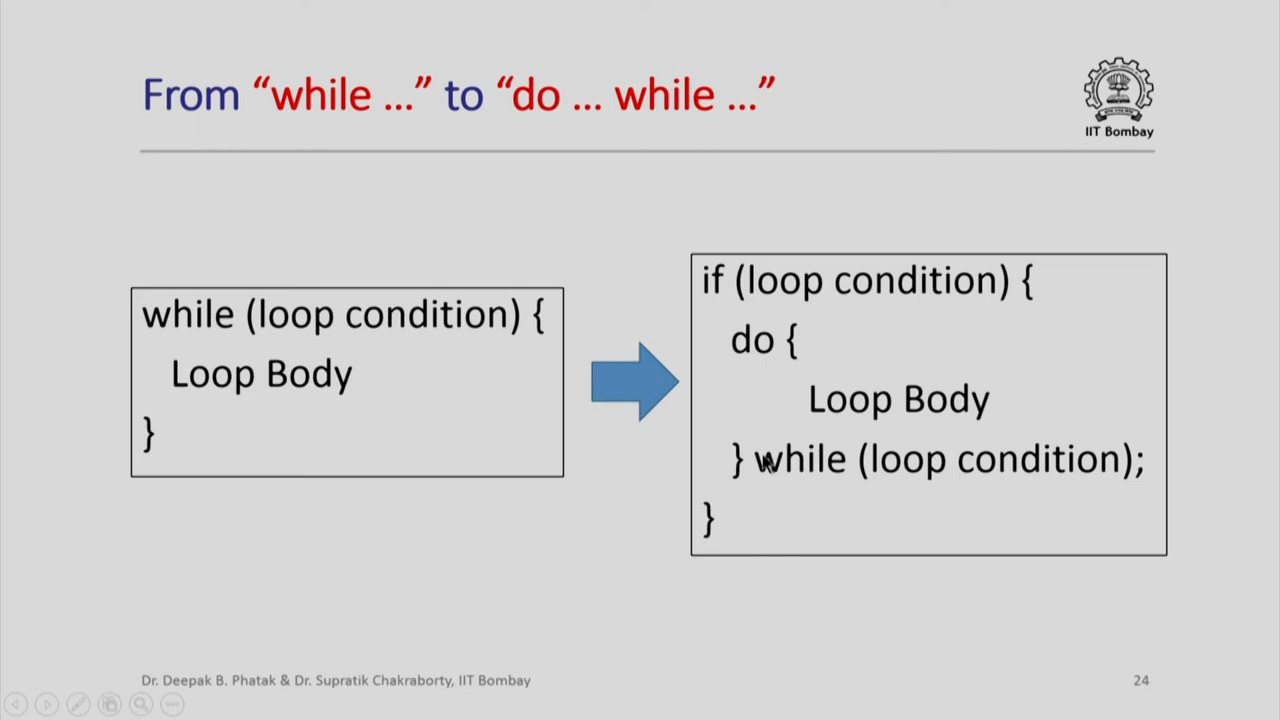 From “while ...” to “do ... while ...”
IIT Bombay
while (loop condition) {
Loop Body
}
if (loop condition) {
do {
Loop Body
} while (loop condition);
}
Dr. Deepak B. Phatak & Dr. Supratik Chakraborty, IIT Bombay
24